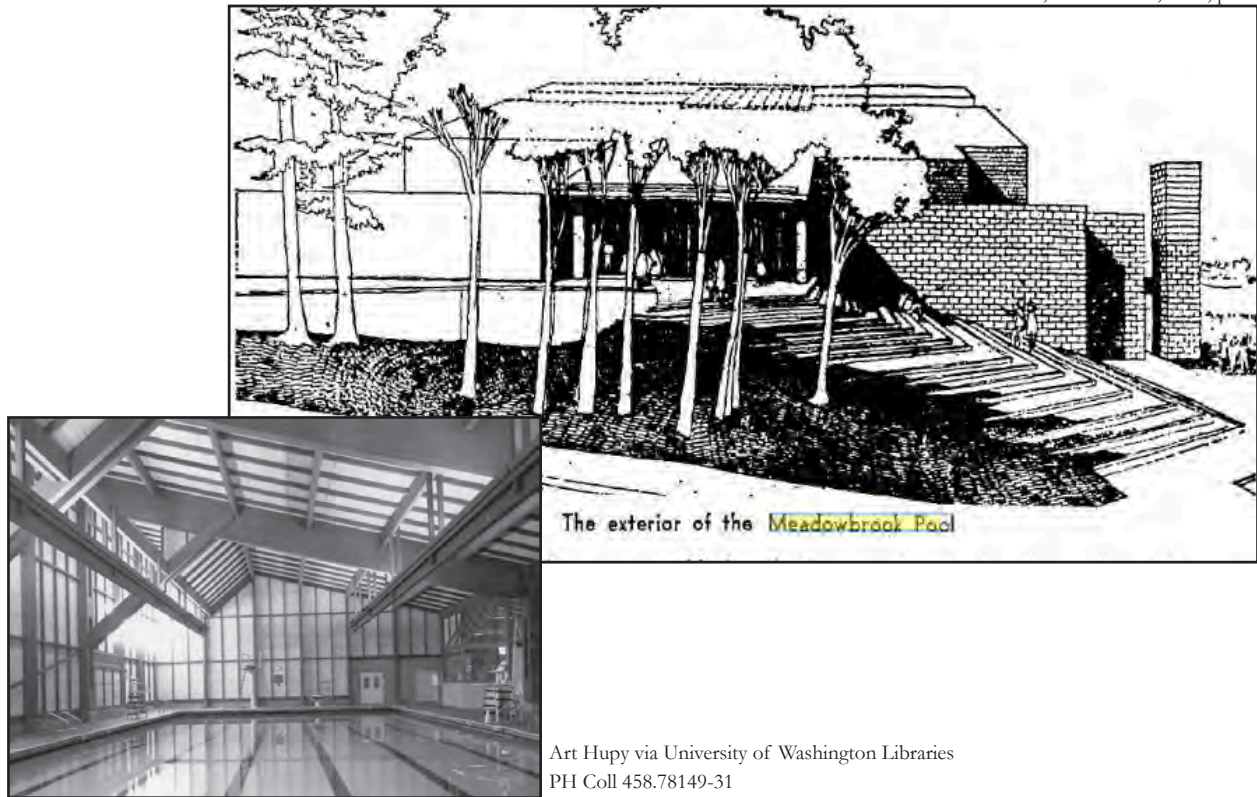 The exterior of the Meadowbrook Pool
Art Hupy via University of Washington Libraries
PH Coll 458.78149-31